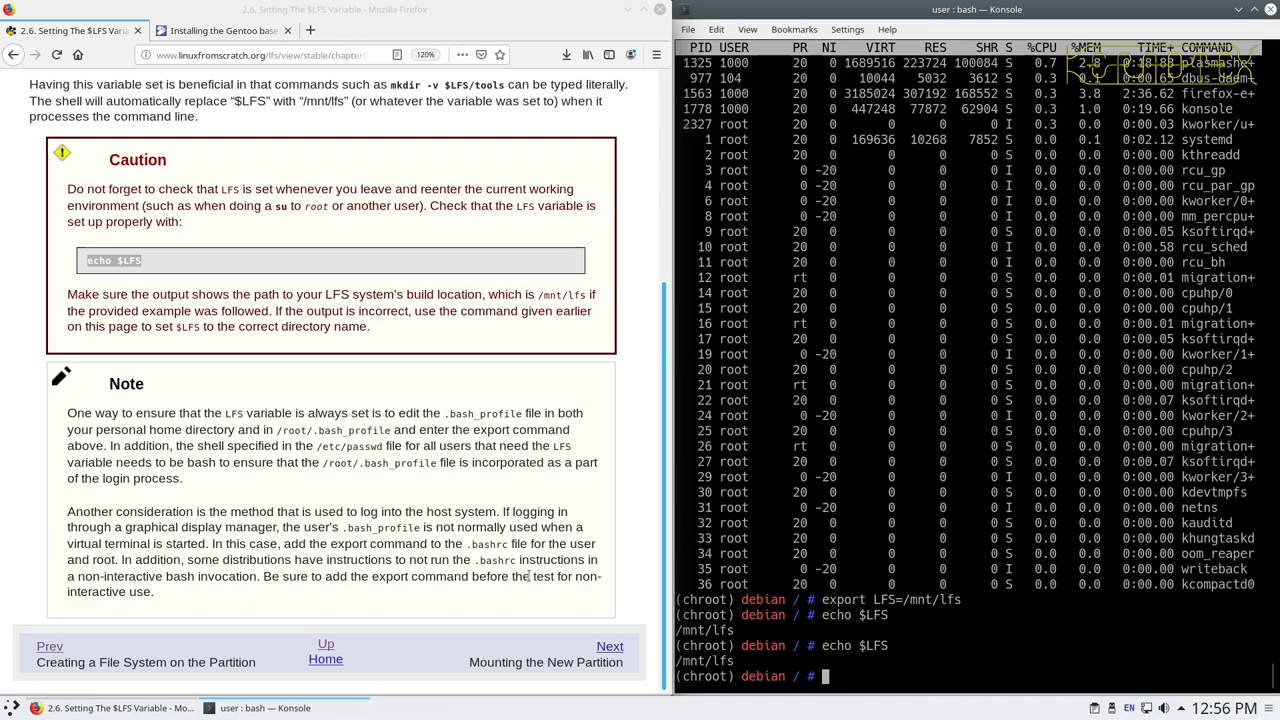 2.6. Setting The $LFS Variable - Mozilla Firefox
2.6. Setting The $LFS Varia
Installing the Gentoo base
www.linuxfromscratch.org/lfs/view/stable/chapter
120%
Having this variable set is beneficial in that commands such as mkdir -v $LFS/tools can be typed literally.
The shell will automatically replace “$LFS” with “/mnt/lfs” (or whatever the variable was set to) when it
processes the command line.
Caution
Do not forget to check that LFS is set whenever you leave and reenter the current working
environment (such as when doing a su to root or another user). Check that the LFS variable is
set up properly with:
echo $LFS
Make sure the output shows the path to your LFS system's build location, which is /mnt/lfs if
the provided example was followed. If the output is incorrect, use the command given earlier
on this page to set $LFS to the correct directory name.
Note
One way to ensure that the LFS variable is always set is to edit the .bash_profile file in both
your personal home directory and in /root/.bash_profile and enter the export command
above. In addition, the shell specified in the /etc/passwd file for all users that need the LFS
variable needs to be bash to ensure that the /root/.bash_profile file is incorporated as a part
of the login process.
Another consideration is the method that is used to log into the host system. If logging in
through a graphical display manager, the user's .bash_profile is not normally used when a
virtual terminal is started. In this case, add the export command to the .bashrc file for the user
and root. In addition, some distributions have instructions to not run the .bashrc instructions in
a non-interactive bash invocation. Be sure to add the export command before the test for non-
interactive use.
Prev
Up
Next
Creating a File System on the Partition
Home
Mounting the New Partition
user : bash — Konsole
File Edit View Bookmarks Settings Help
PID USER PR NI VIRT RES SHR S %CPU %MEM TIME+ COMMAND
1325 1000 20 0 1689516 223724 100084 S 0.7 2.8 0:18.88 plasmash+
977 104 20 0 10044 5032 3612 S 0.3 0.1 0:00.65 dbus-daem+
1563 1000 20 0 3185024 307192 168552 S 0.3 3.8 2:36.62 firefox-e+
1778 1000 20 0 447248 77872 62904 S 0.3 1.0 0:19.66 konsole
2327 root 20 0 0 0 0 I 0.3 0.0 0:00.03 kworker/u+
1 root 20 0 169636 10268 7852 S 0.0 0.1 0:02.12 systemd
2 root 20 0 0 0 0 S 0.0 0.0 0:00.00 kthreadd
3 root 0 -20 0 0 0 I 0.0 0.0 0:00.00 rcu_gp
4 root 0 -20 0 0 0 I 0.0 0.0 0:00.00 rcu_par_gp
6 root 0 -20 0 0 0 I 0.0 0.0 0:00.00 kworker/0+
8 root 0 -20 0 0 0 I 0.0 0.0 0:00.00 mm_percpu+
9 root 20 0 0 0 0 S 0.0 0.0 0:00.05 ksoftirqd+
10 root 20 0 0 0 0 I 0.0 0.0 0:00.58 rcu_sched
11 root 20 0 0 0 0 I 0.0 0.0 0:00.00 rcu_bh
12 root rt 0 0 0 0 S 0.0 0.0 0:00.01 migration+
14 root 20 0 0 0 0 S 0.0 0.0 0:00.00 cpuhp/0
15 root 20 0 0 0 0 S 0.0 0.0 0:00.00 cpuhp/1
16 root rt 0 0 0 0 S 0.0 0.0 0:00.01 migration+
17 root 20 0 0 0 0 S 0.0 0.0 0:00.05 ksoftirqd+
19 root 0 -20 0 0 0 I 0.0 0.0 0:00.00 kworker/1+
20 root 20 0 0 0 0 S 0.0 0.0 0:00.00 cpuhp/2
21 root rt 0 0 0 0 S 0.0 0.0 0:00.00 migration+
22 root 20 0 0 0 0 S 0.0 0.0 0:00.07 ksoftirqd+
24 root 0 -20 0 0 0 I 0.0 0.0 0:00.00 kworker/2+
25 root 20 0 0 0 0 S 0.0 0.0 0:00.00 cpuhp/3
26 root rt 0 0 0 0 S 0.0 0.0 0:00.00 migration+
27 root 20 0 0 0 0 S 0.0 0.0 0:00.07 ksoftirqd+
29 root 0 -20 0 0 0 I 0.0 0.0 0:00.00 kworker/3+
30 root 20 0 0 0 0 S 0.0 0.0 0:00.00 kdevtmpfs
31 root 0 -20 0 0 0 I 0.0 0.0 0:00.00 netns
32 root 20 0 0 0 0 S 0.0 0.0 0:00.00 kauditd
33 root 20 0 0 0 0 S 0.0 0.0 0:00.00 khungtaskd
34 root 20 0 0 0 0 S 0.0 0.0 0:00.00 oom_reaper
35 root 0 -20 0 0 0 I 0.0 0.0 0:00.00 writeback
36 root 20 0 0 0 0 S 0.0 0.0 0:00.00 kcompactd0
(chroot) debian / # export LFS=/mnt/lfs
(chroot) debian / # echo $LFS
/mnt/lfs
(chroot) debian / # echo $LFS
/mnt/lfs
(chroot) debian / #
2.6. Setting The $LFS Variable - Mo...
user : bash — Konsole
EN
12:56 PM